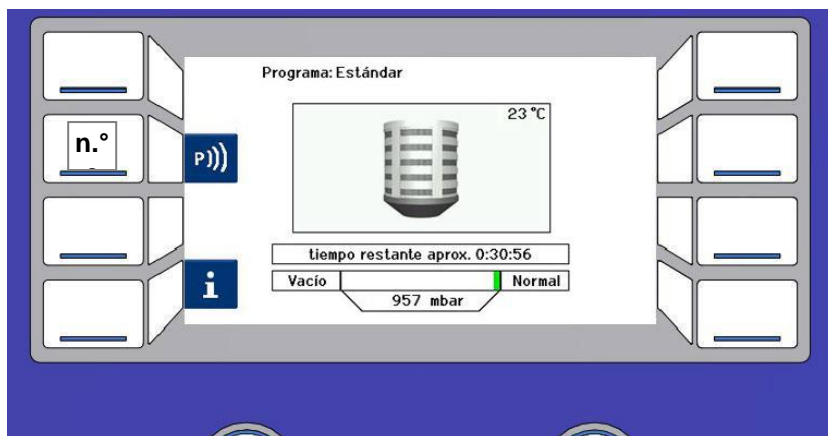 Programa: Estándar
23 °C
n.°
P)))
i
tiempo restante aprox. 0:30:56
Vacío
Normal
957 mbar